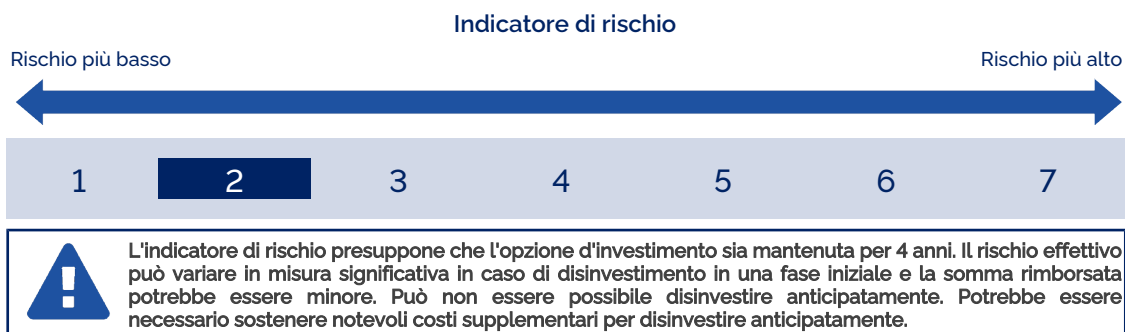 Indicatore di rischio
Rischio più basso
Rischio più alto
1 2 3 4 5 6 7
L'indicatore di rischio presuppone che l'opzione d'investimento sia mantenuta per 4 anni. Il rischio effettivo
può variare in misura significativa in caso di disinvestimento in una fase iniziale e la somma rimborsata
potrebbe essere minore. Può non essere possibile disinvestire anticipatamente. Potrebbe essere
necessario sostenere notevoli costi supplementari per disinvestire anticipatamente.